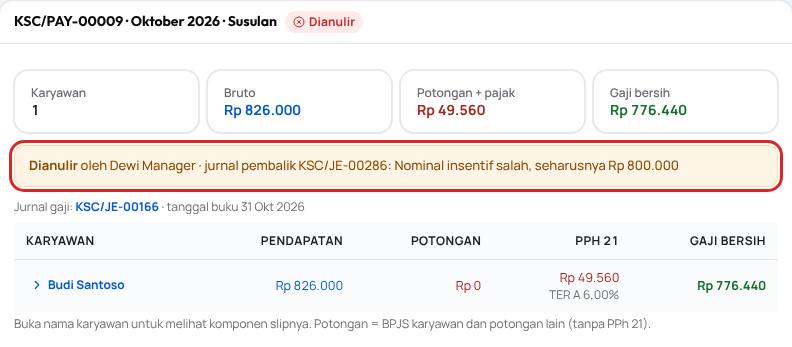 KSC/PAY-00009 · Oktober 2026 · Susulan Dianulir
Karyawan Bruto Potongan + pajak Gaji bersih
1 Rp 826.000 Rp 49.560 Rp 776.440
Dianulir oleh Dewi Manager · jurnal pembalik KSC/JE-00286: Nominal insentif salah, seharusnya Rp 800.000
Jurnal gaji: KSC/JE-00166 · tanggal buku 31 Okt 2026
KARYAWAN PENDAPATAN POTONGAN PPH 21 GAJI BERSIH
Budi Santoso Rp 826.000 Rp 0 Rp 49.560 Rp 776.440
TER A 6,00%
Buka nama karyawan untuk melihat komponen slipnya. Potongan = BPJS karyawan dan potongan lain (tanpa PPh 21).